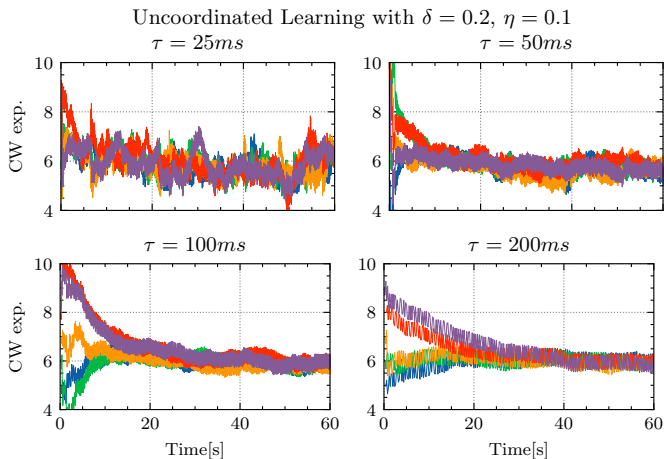 Uncoordinated Learning with δ = 0.2, η = 0.1
τ = 25ms
τ = 50ms
10
8
6
4
CW exp.
10
8
6
4
CW exp.
τ = 100ms
τ = 200ms
10
8
6
4
CW exp.
0
20
40
60
Time[s]
10
8
6
4
0
20
40
60
Time[s]